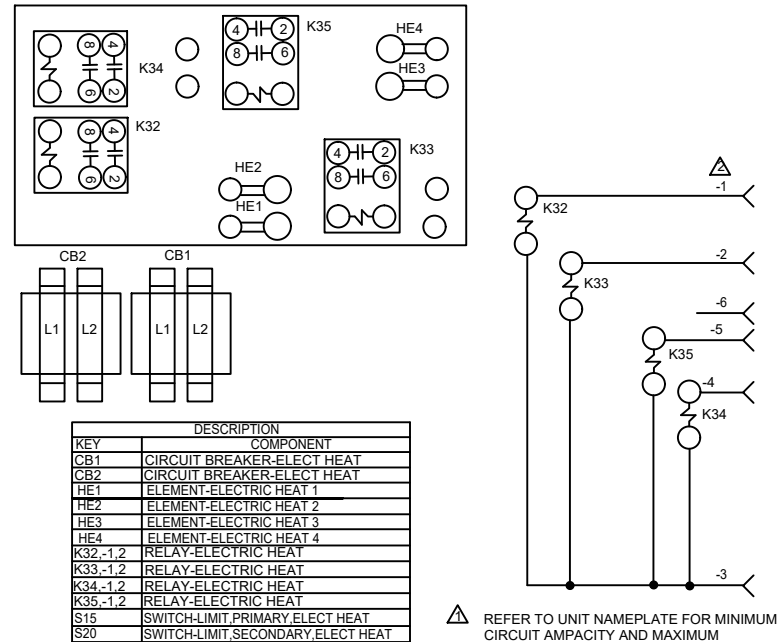 K35
4 2
8 6
K34
8 4
6 2
HE4
HE3
K32
8 4
6 2
K33
4 2
8 6
HE2
HE1
CB2 CB1
L1 L2 L1 L2
2
-1
K32
-2
K33
-6
-5
K35
-4
K34
-3
DESCRIPTION
KEY COMPONENT
CB1 CIRCUIT BREAKER-ELECT HEAT
CB2 CIRCUIT BREAKER-ELECT HEAT
HE1 ELEMENT-ELECTRIC HEAT 1
HE2 ELEMENT-ELECTRIC HEAT 2
HE3 ELEMENT-ELECTRIC HEAT 3
HE4 ELEMENT-ELECTRIC HEAT 4
K32,-1,2 RELAY-ELECTRIC HEAT
K33,-1,2 RELAY-ELECTRIC HEAT
K34,-1,2 RELAY-ELECTRIC HEAT
K35,-1,2 RELAY-ELECTRIC HEAT
S15 SWITCH-LIMIT,PRIMARY,ELECT HEAT
S20 SWITCH-LIMIT,SECONDARY,ELECT HEAT
1 REFER TO UNIT NAMEPLATE FOR MINIMUM
CIRCUIT AMPACITY AND MAXIMUM